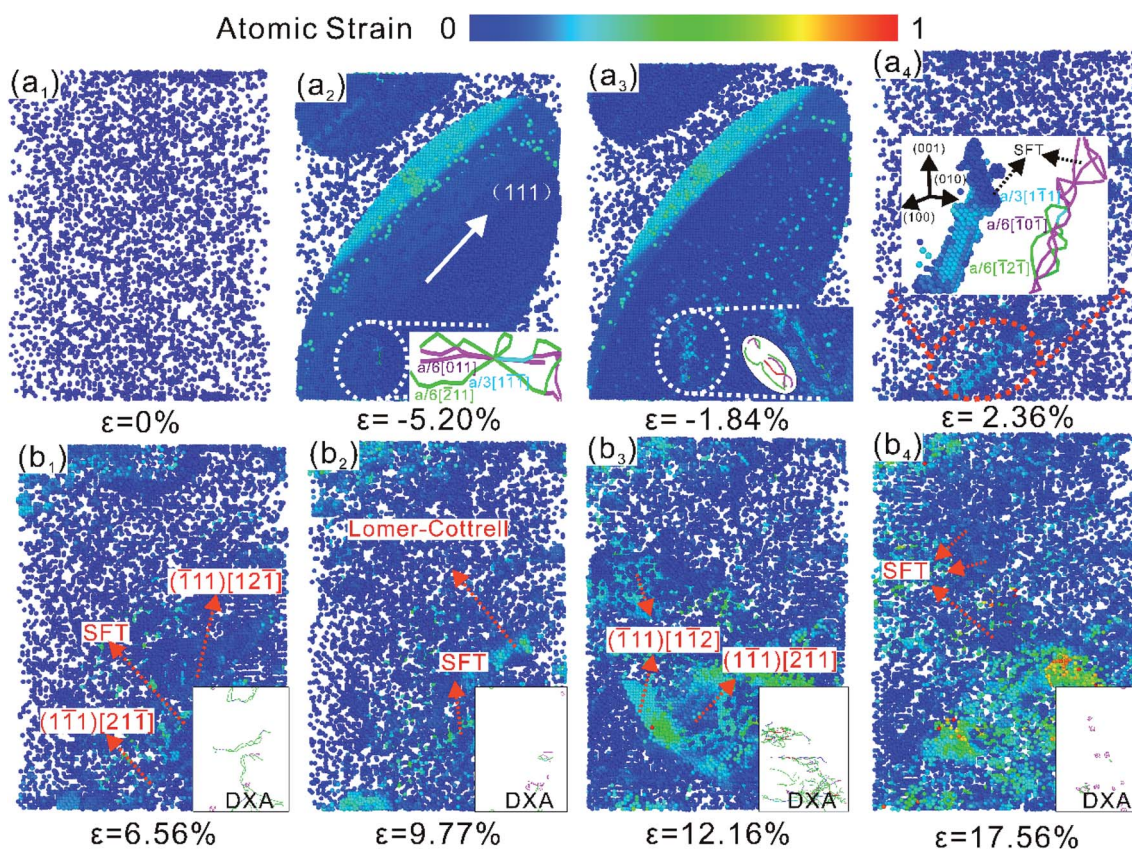 Atomic Strain 0 1
(a₁)
(a₂)
(a₃)
(a₄)
(111)
a/6[011]
a/3[11̅1̅]
a/6[2̅11]
SFT
(001)
(010)
(100)
a/3[11̅1]
a/6[1̅01̅]
a/6[1̅21̅]
ε=0%
ε= -5.20%
ε= -1.84%
ε= 2.36%
(b₁)
(b₂)
(b₃)
(b₄)
(1̅11)[121̅]
SFT
(11̅1)[211̅]
DXA
Lomer-Cottrell
SFT
DXA
(1̅11)[11̅2]
(11̅1)[2̅1̅1]
DXA
SFT
DXA
ε=6.56%
ε=9.77%
ε=12.16%
ε=17.56%